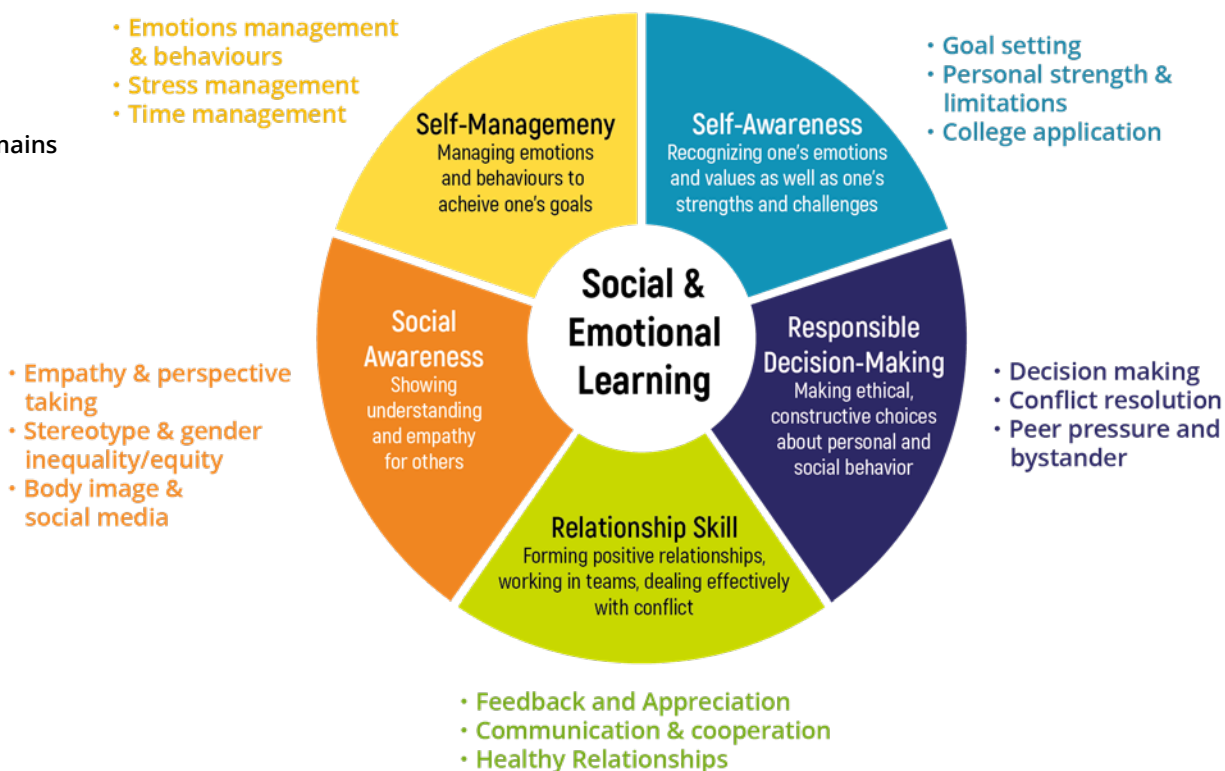 • Emotions management
& behaviours
• Stress management
• Time management
mains
Self-Managemeny
Managing emotions
and behaviours to
acheive one's goals
Self-Awareness
Recognizing one's emotions
and values as well as one's
strengths and challenges
• Goal setting
• Personal strength &
limitations
• College application
Social &
Emotional
Learning
Social
Awareness
Showing
understanding
and empathy
for others
Responsible
Decision-Making
Making ethical,
constructive choices
about personal and
social behavior
• Empathy & perspective
taking
• Stereotype & gender
inequality/equity
• Body image &
social media
• Decision making
• Conflict resolution
• Peer pressure and
bystander
Relationship Skill
Forming positive relationships,
working in teams, dealing effectively
with conflict
• Feedback and Appreciation
• Communication & cooperation
• Healthy Relationships